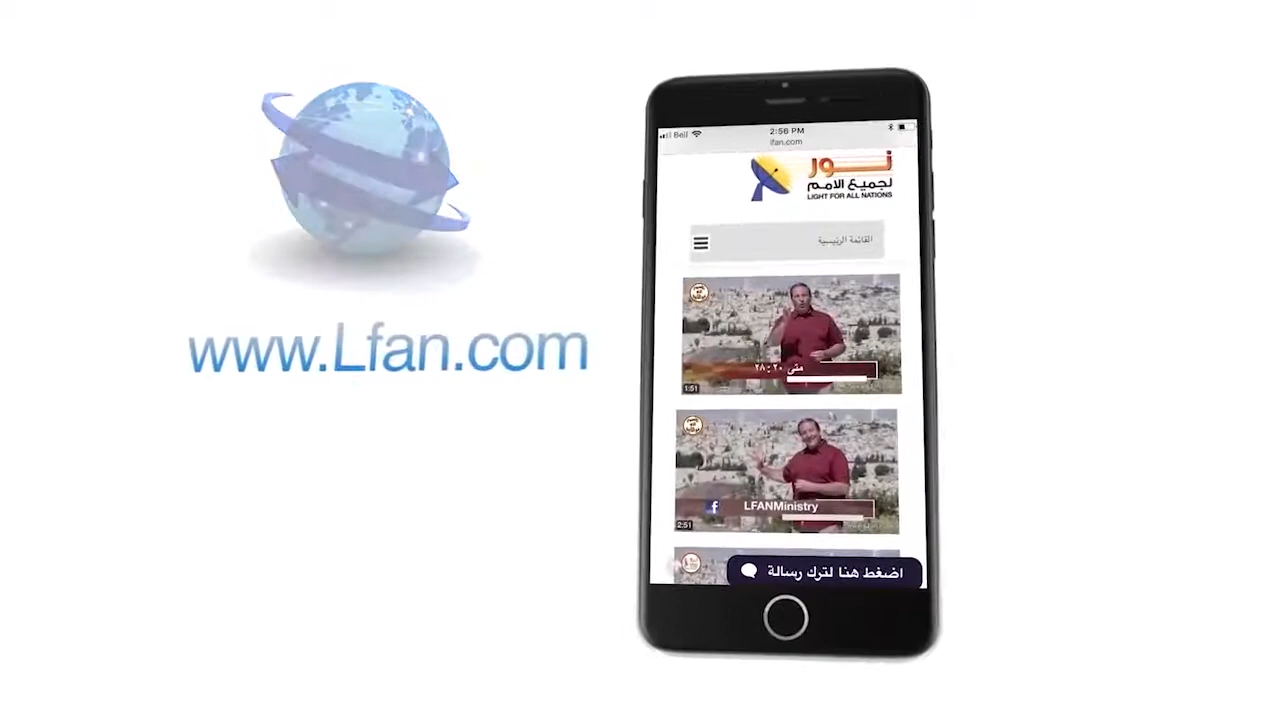 www.Lfan.com
Bell
2:56 PM
lfan.com
نور
لجميع الامم
LIGHT FOR ALL NATIONS
القائمة الرئيسية
متى ٢٠:٢٨
1:51
LFANMinistry
2:51
اضغط هنا لترك رسالة